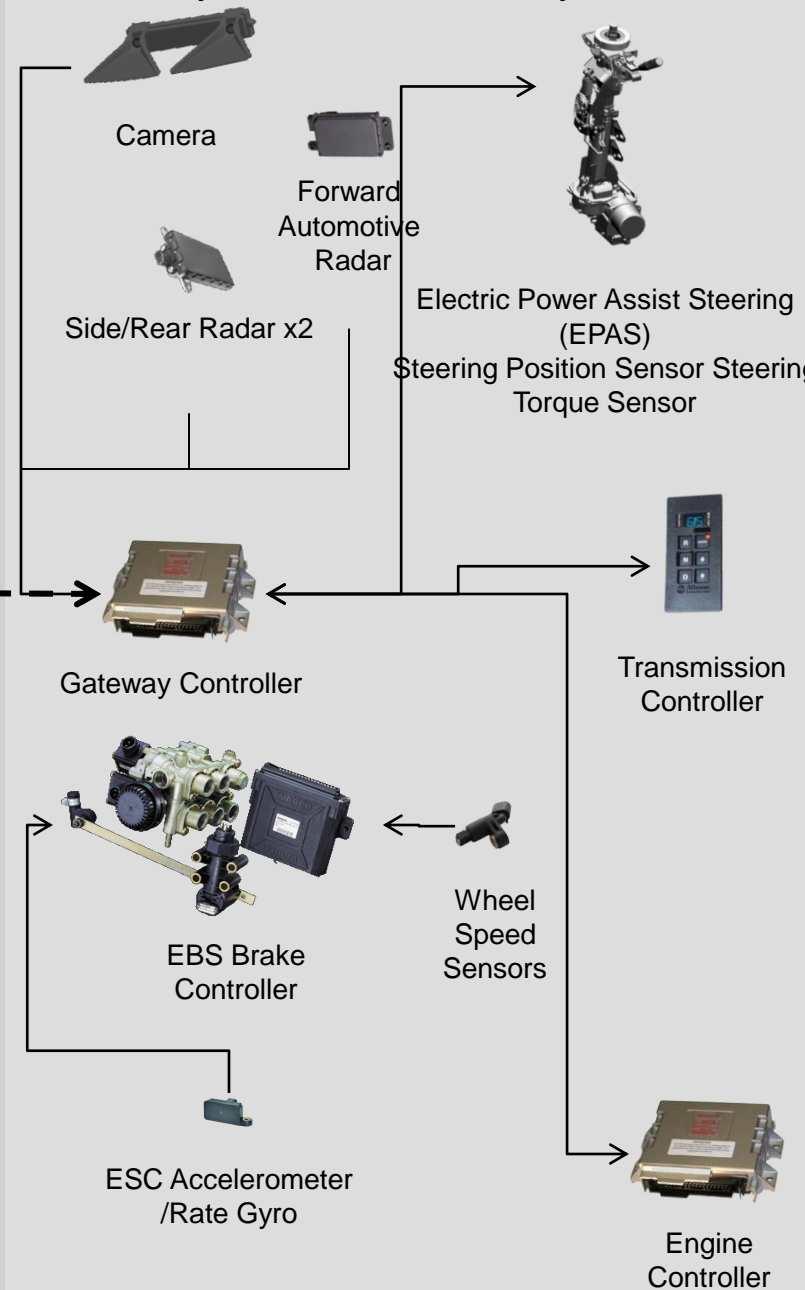 Camera
Forward
Automotive
Radar
Side/Rear Radar x2
Electric Power Assist Steering
(EPAS)
Steering Position Sensor Steering
Torque Sensor
Gateway Controller
Transmission
Controller
EBS Brake
Controller
Wheel
Speed
Sensors
ESC Accelerometer
/Rate Gyro
Engine
Controller